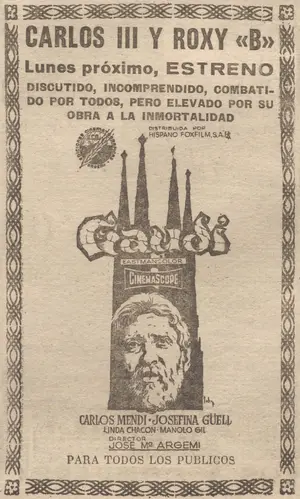 CARLOS III Y ROXY «B»
Lunes próximo, ESTRENO
DISCUTIDO, INCOMPRENDIDO, COMBATI-
DO POR TODOS, PERO ELEVADO POR SU
OBRA A LA INMORTALIDAD
DISTRIBUIDA POR
HISPANO FOXFILM, S.A.E.
Gaudí
EASTMANCOLOR
CINEMASCOPE
CARLOS MENDI - JOSEFINA GÜELL
LINDA CHACON - MANOLO GIL
DIRECTOR
JOSE Mª ARGEMI
PARA TODOS LOS PUBLICOS